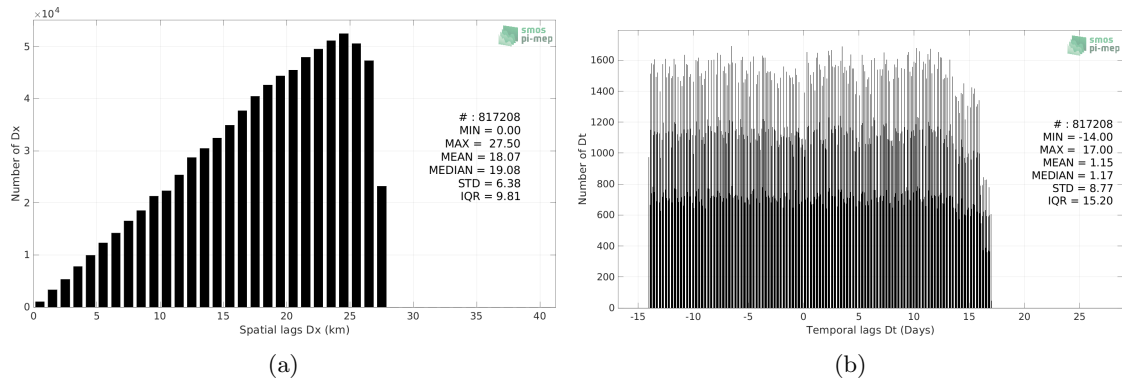 ×10⁴
5
4
3
2
1
0
Number of Dx
smos
pi-mep
# : 817208
MIN = 0.00
MAX = 27.50
MEAN = 18.07
MEDIAN = 19.08
STD = 6.38
IQR = 9.81
0 5 10 15 20 25 30 35 40
Spatial lags Dx (km)
(a)
1600
1400
1200
1000
800
600
400
200
0
Number of Dt
smos
pi-mep
# : 817208
MIN = -14.00
MAX = 17.00
MEAN = 1.15
MEDIAN = 1.17
STD = 8.77
IQR = 15.20
-15 -10 -5 0 5 10 15 20 25
Temporal lags Dt (Days)
(b)